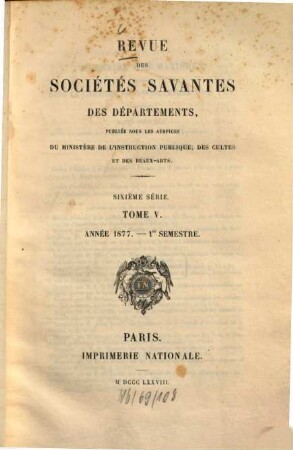 REVUE
DES
SOCIÉTÉS SAVANTES
DES DÉPARTEMENTS,
PUBLIÉE SOUS LES AUSPICES
DU MINISTÈRE DE L'INSTRUCTION PUBLIQUE, DES CULTES
ET DES BEAUX-ARTS.
SIXIÈME SÉRIE.
TOME V.
ANNÉE 1877. — 1er SEMESTRE.
PARIS.
IMPRIMERIE NATIONALE.
M DCCC LXXVIII.